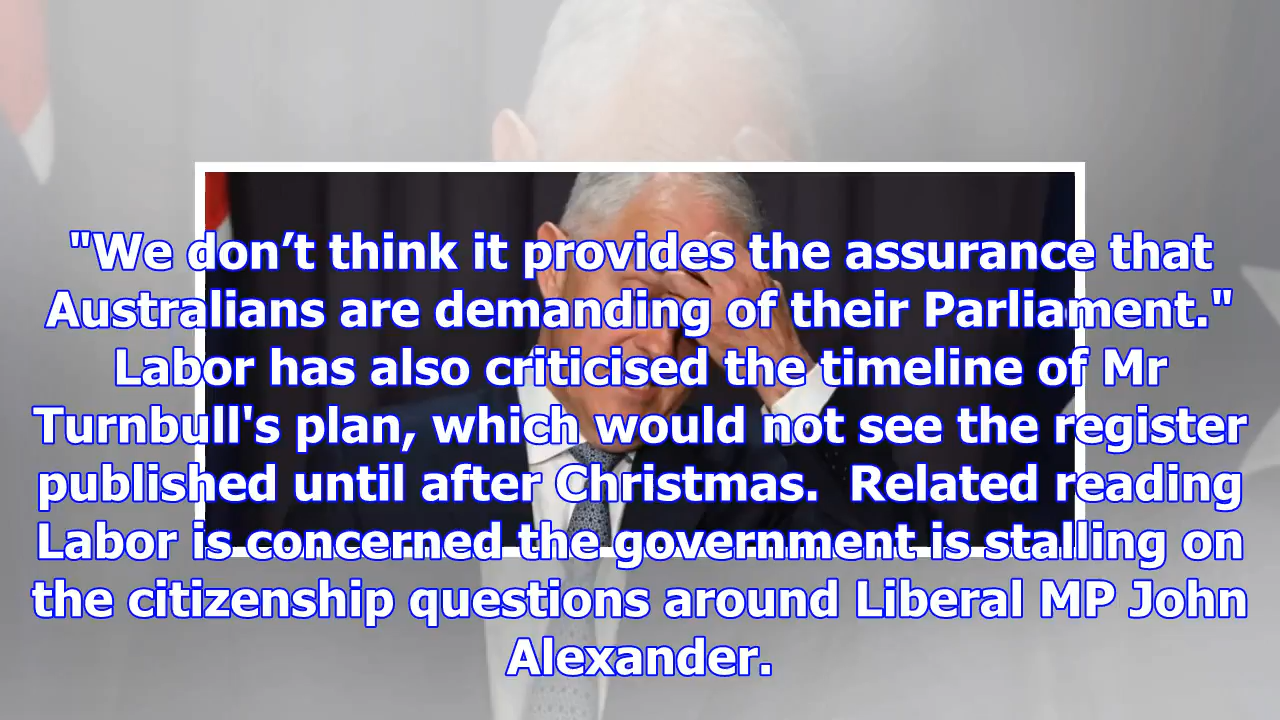 "We don’t think it provides the assurance that
Australians are demanding of their Parliament."
Labor has also criticised the timeline of Mr
Turnbull's plan, which would not see the register
published until after Christmas.  Related reading
Labor is concerned the government is stalling on
the citizenship questions around Liberal MP John
Alexander.